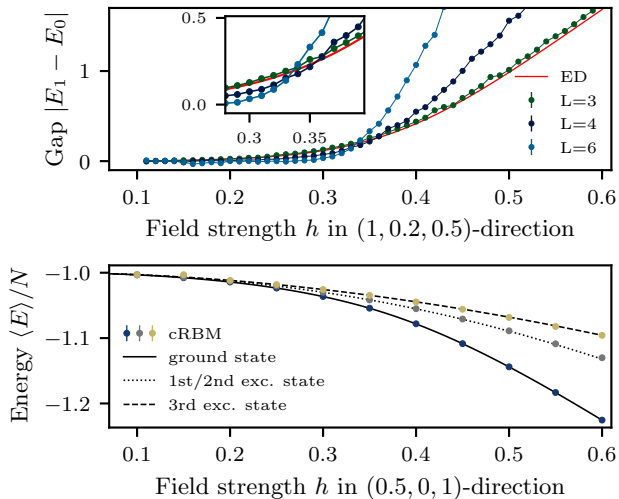 0.5
0.0
0.3
0.35
1
0
Gap |E₁ − E₀|
ED
L=3
L=4
L=6
0.1 0.2 0.3 0.4 0.5 0.6
Field strength h in (1, 0.2, 0.5)-direction
−1.0
−1.1
−1.2
Energy ⟨E⟩/N
cRBM
ground state
1st/2nd exc. state
3rd exc. state
0.1 0.2 0.3 0.4 0.5 0.6
Field strength h in (0.5, 0, 1)-direction